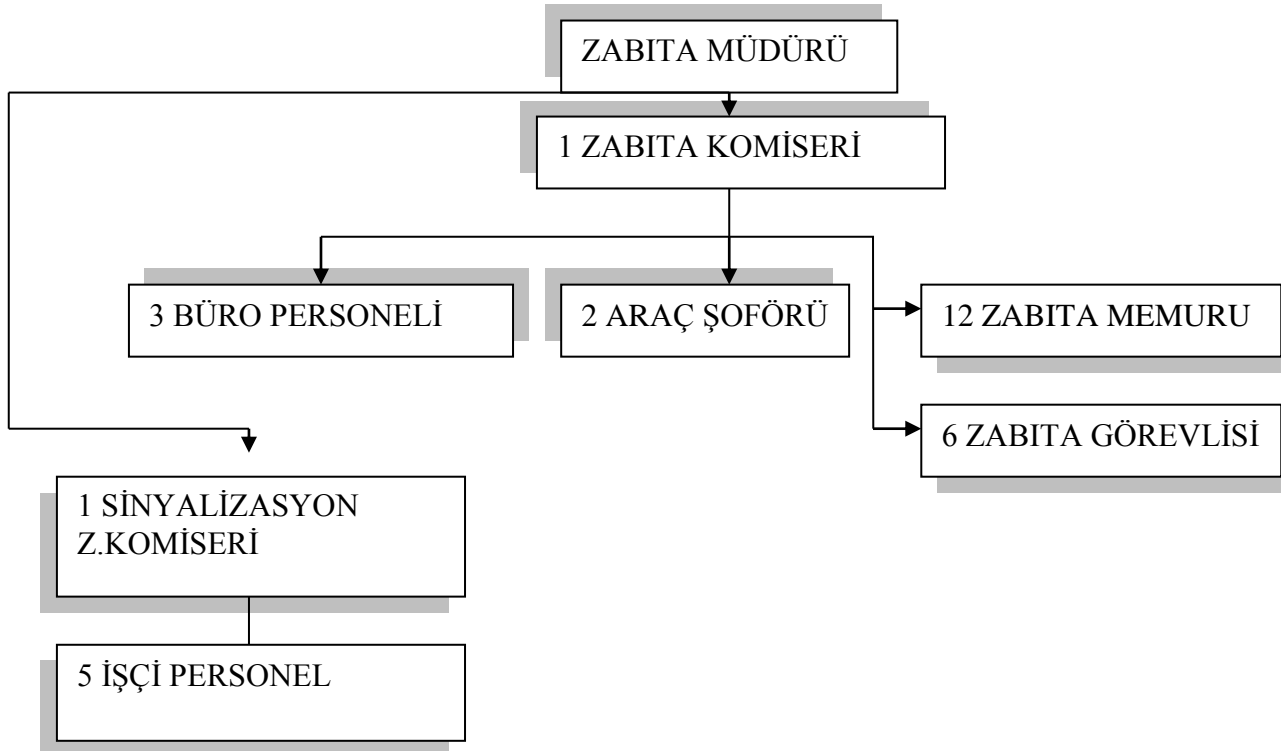 ZABITA MÜDÜRÜ
1 ZABITA KOMİSERİ
3 BÜRO PERSONELİ
2 ARAÇ ŞOFÖRÜ
12 ZABITA MEMURU
6 ZABITA GÖREVLİSİ
1 SİNYALİZASYON
Z.KOMİSERİ
5 İŞÇİ PERSONEL